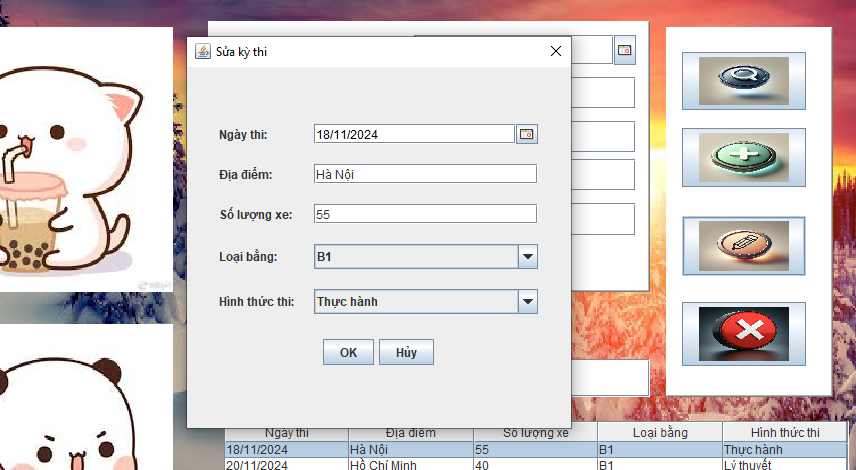 Sửa kỳ thi
Ngày thi: 18/11/2024
Địa điểm: Hà Nội
Số lượng xe: 55
Loại bằng: B1
Hình thức thi: Thực hành
OK Hủy
Ngày thi Địa điểm Số lượng xe Loại bằng Hình thức thi
18/11/2024 Hà Nội 55 B1 Thực hành
20/11/2024 Hồ Chí Minh 40 B1 Lý thuyết